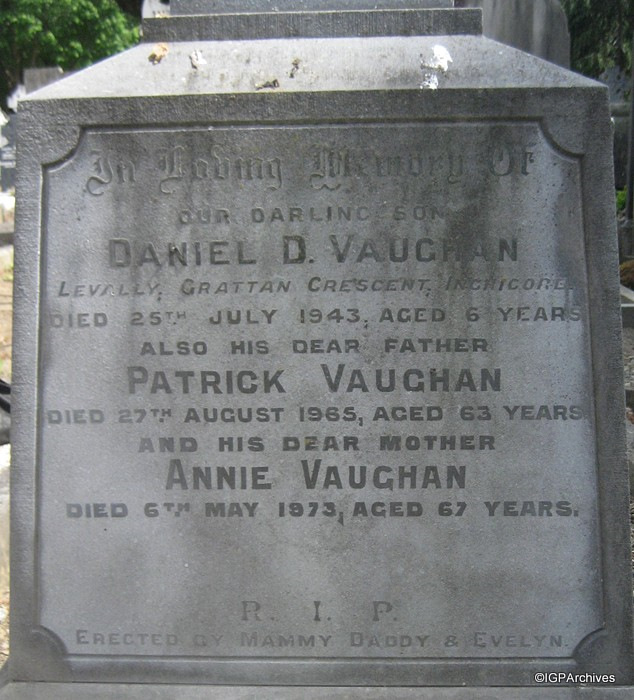 In Loving Memory Of
OUR DARLING SON
DANIEL D. VAUGHAN
LEVALLY, GRATTAN CRESCENT, INCHICORE.
DIED 25TH JULY 1943, AGED 6 YEARS
ALSO HIS DEAR FATHER
PATRICK VAUGHAN
DIED 27TH AUGUST 1965, AGED 63 YEARS
AND HIS DEAR MOTHER
ANNIE VAUGHAN
DIED 6TH MAY 1973, AGED 67 YEARS.
R. I. P.
ERECTED BY MAMMY DADDY & EVELYN.
©IGPArchives